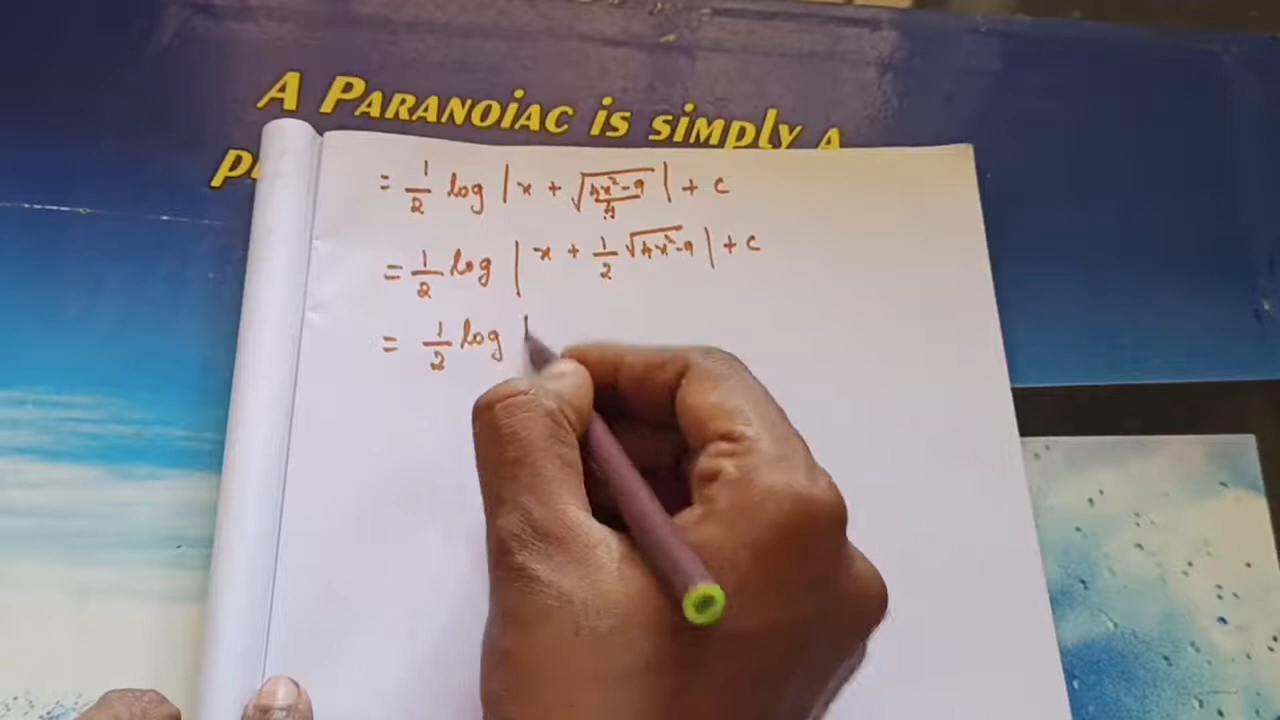 A PARANOiAC is simply A
= 1/2 log |x + √((4x²-9)/4)| + c
= 1/2 log |x + 1/2 √(4x²-9)| + c
= 1/2 log |